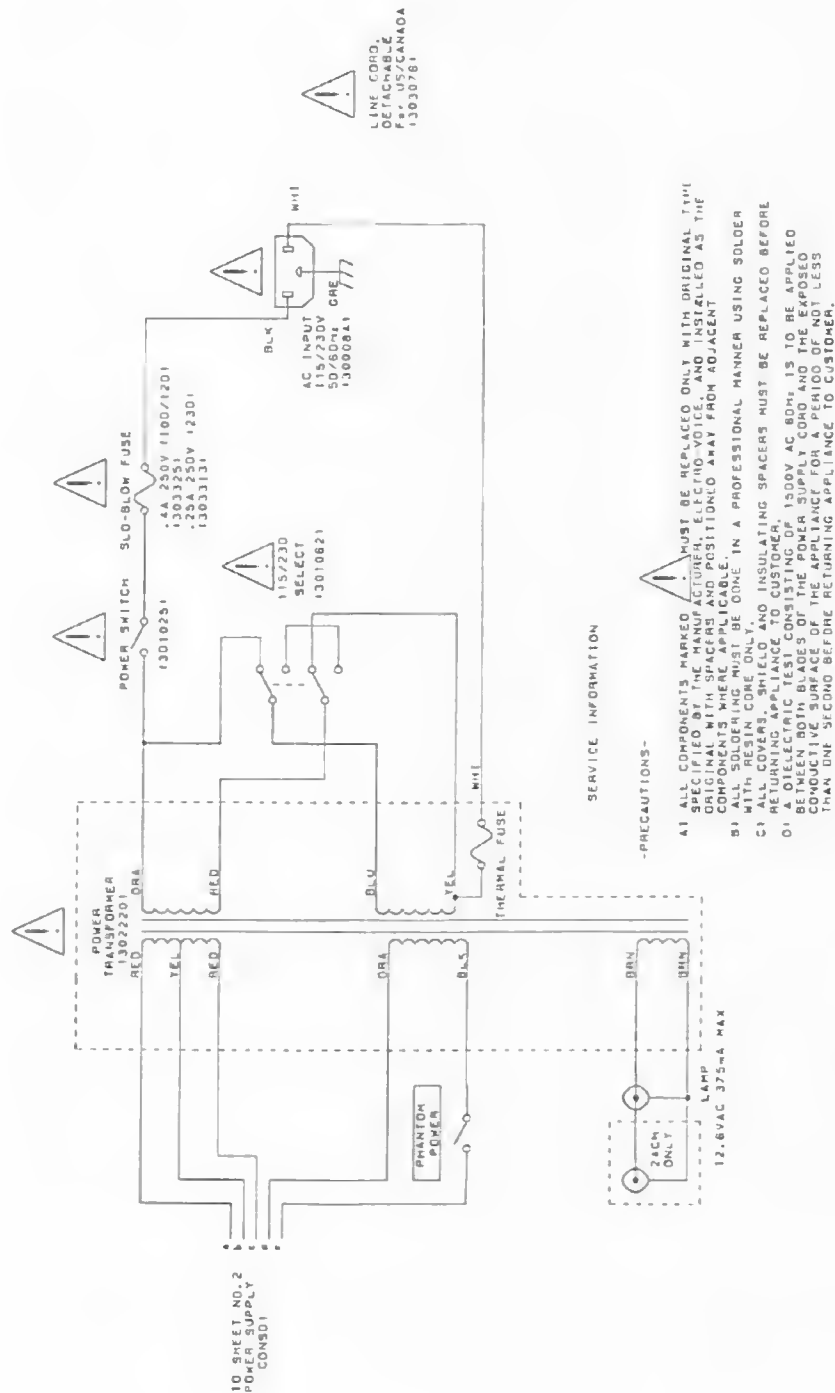 POWER
TRANSFORMER
(302220)
RED
YEL
RED
ORA
RED
ORA
BLU
YEL
BRN
BRN
THERMAL FUSE
WHI
POWER SWITCH
(301025)
SLO-BLOW FUSE
.4A 250V (100/120)
(303325)
.25A 250V (230)
(303313)
115/230
SELECT
(301062)
BLK
WHI
GRE
AC INPUT
115/230V
50/60Hz
(300084)
LINE CORD,
DETACHABLE
For US/CANADA
(303076)
TO SHEET NO.2
POWER SUPPLY
CONSO1
PHANTOM
POWER
24CH
ONLY
LAMP
12.6VAC 375mA MAX
SERVICE INFORMATION
-PRECAUTIONS-
A) ALL COMPONENTS MARKED MUST BE REPLACED ONLY WITH ORIGINAL TYPE
SPECIFIED BY THE MANUFACTURER, ELECTRO-VOICE, AND INSTALLED AS THE
ORIGINAL WITH SPACERS AND POSITIONED AWAY FROM ADJACENT
COMPONENTS WHERE APPLICABLE.
B) ALL SOLDERING MUST BE DONE IN A PROFESSIONAL MANNER USING SOLDER
WITH RESIN CORE ONLY.
C) ALL COVERS, SHIELD AND INSULATING SPACERS MUST BE REPLACED BEFORE
RETURNING APPLIANCE TO CUSTOMER.
D) A DIELECTRIC TEST CONSISTING OF 1500V AC 60Hz IS TO BE APPLIED
BETWEEN BOTH BLADES OF THE POWER SUPPLY CORD AND THE EXPOSED
CONDUCTIVE SURFACE OF THE APPLIANCE FOR A PERIOD OF NOT LESS
THAN ONE SECOND BEFORE RETURNING APPLIANCE TO CUSTOMER.